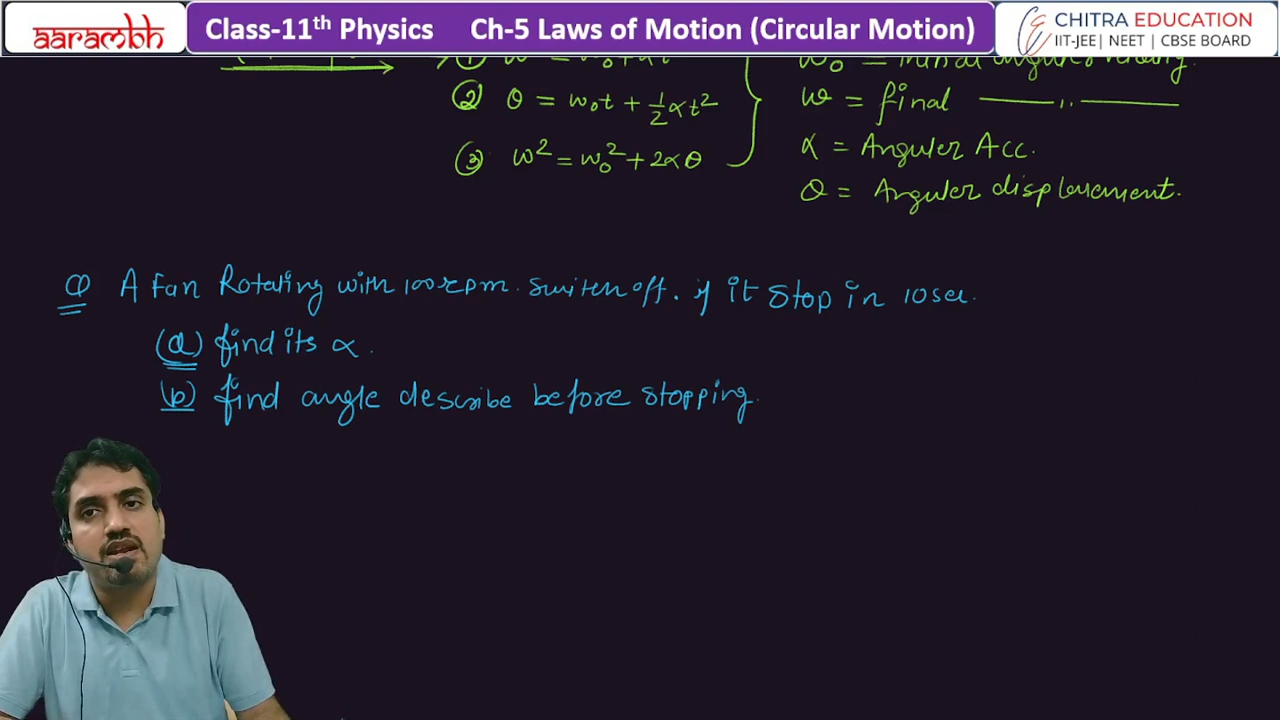 aarambh
Class-11th Physics Ch-5 Laws of Motion (Circular Motion)
CHITRA EDUCATION
IIT-JEE| NEET | CBSE BOARD
② θ = ω₀t + ½αt²
③ ω² = ω₀² + 2αθ
ω = final —— ,, ——
α = Anguler Acc.
θ = Anguler displacement.
Q A Fan Rotating with 100 rpm. Switch off. if it Stop in 10 sec.
(a) find its α.
(b) find angle describe before stopping.